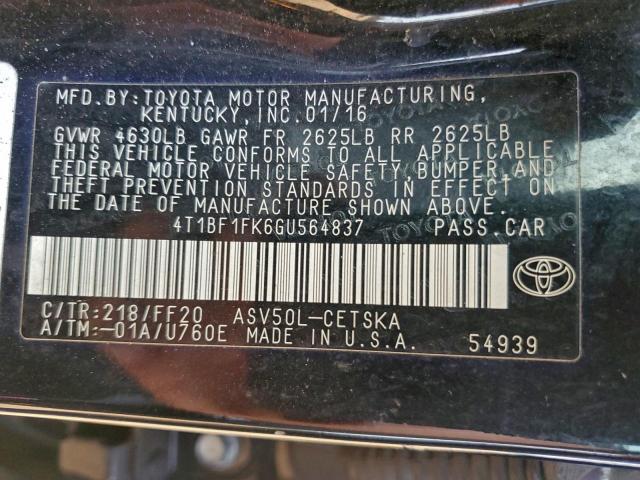 MFD.BY:TOYOTA MOTOR MANUFACTURING,
KENTUCKY, INC.01/16
GVWR 4630LB GAWR FR 2625LB RR 2625LB
THIS VEHICLE CONFORMS TO ALL APPLICABLE
FEDERAL MOTOR VEHICLE SAFETY,BUMPER AND
THEFT PREVENTION STANDARDS IN EFFECT ON
THE DATE OF MANUFACTURE SHOWN ABOVE.
4T1BF1FK6GU564837 PASS.CAR
C/TR:218/FF20 ASV50L-CETSKA
A/TM:-01A/U760E MADE IN U.S.A. 54939